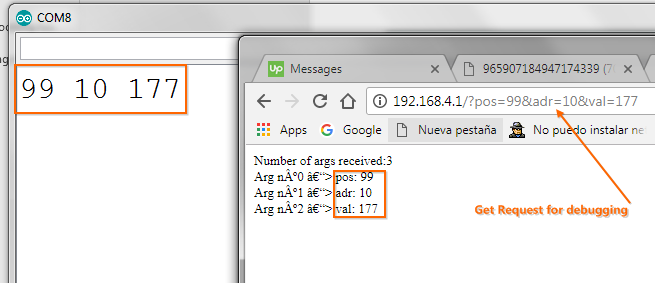 COM8
99 10 177
Up Messages
965907184947174339 (7
192.168.4.1/?pos=99&adr=10&val=177
Apps Google Nueva pestaña No puedo instalar ne
Number of args received:3
Arg nÂ°0 â€“> pos: 99
Arg nÂ°1 â€“> adr: 10
Arg nÂ°2 â€“> val: 177
Get Request for debugging